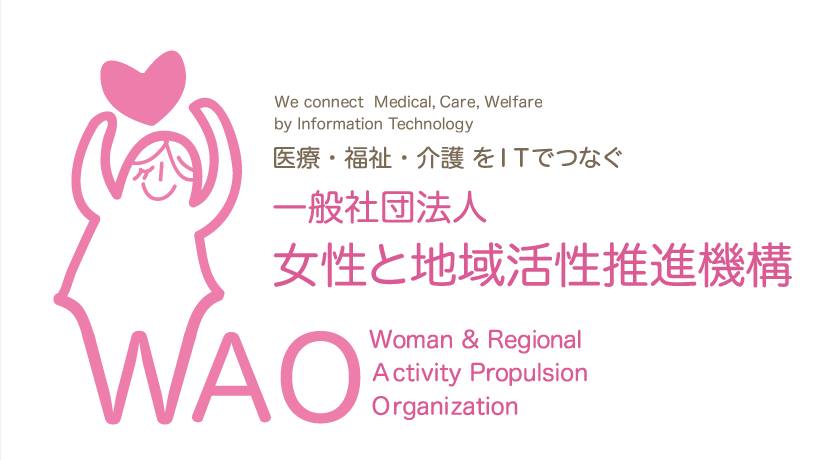 We connect Medical, Care, Welfare
by Information Technology
医療・福祉・介護 をITでつなぐ
一般社団法人
女性と地域活性推進機構
WAO
Woman & Regional
Activity Propulsion
Organization